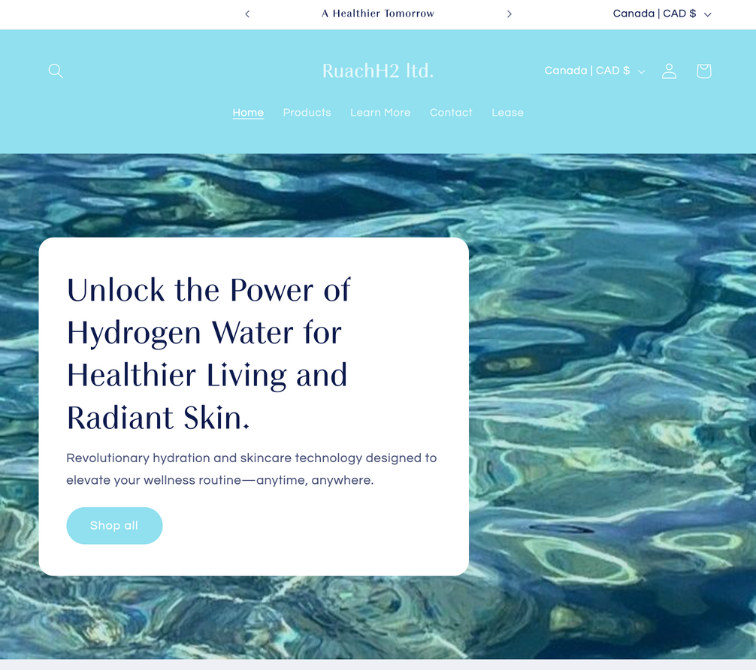 A Healthier Tomorrow
Canada | CAD $
RuachH2 ltd.
Canada | CAD $
Home Products Learn More Contact Lease
Unlock the Power of
Hydrogen Water for
Healthier Living and
Radiant Skin.
Revolutionary hydration and skincare technology designed to
elevate your wellness routine—anytime, anywhere.
Shop all